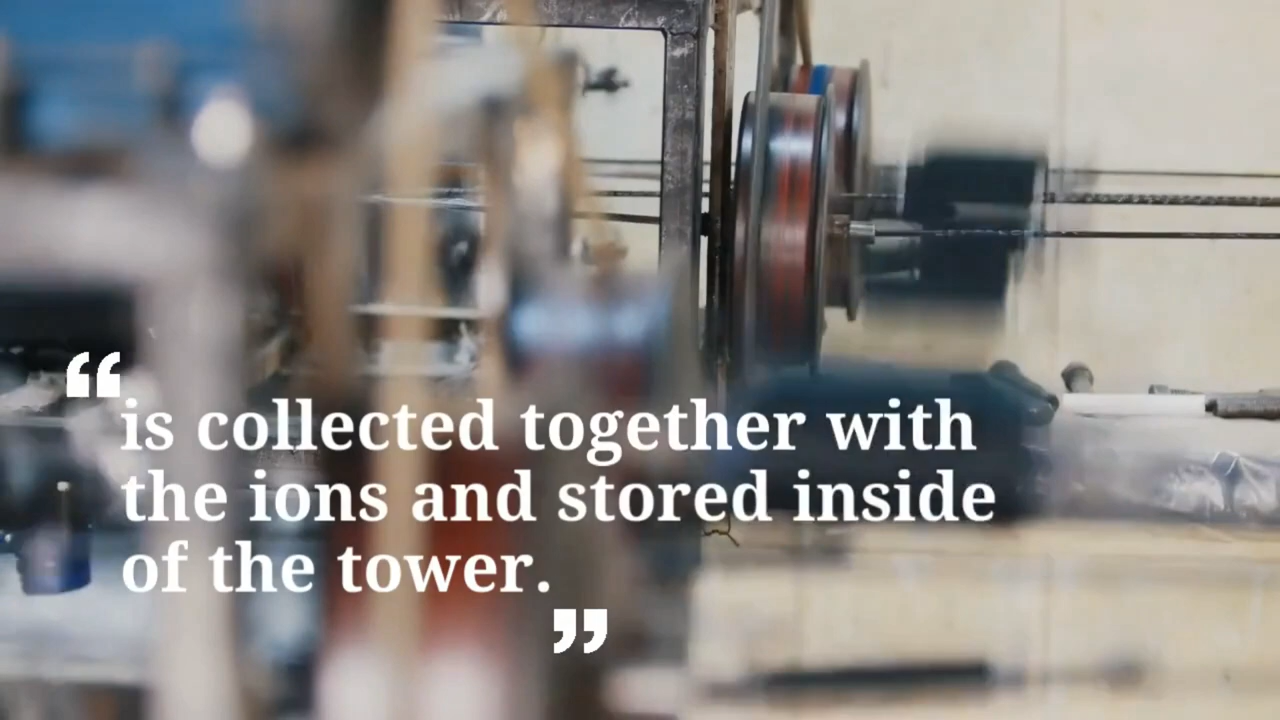 “is collected together with
the ions and stored inside
of the tower.”